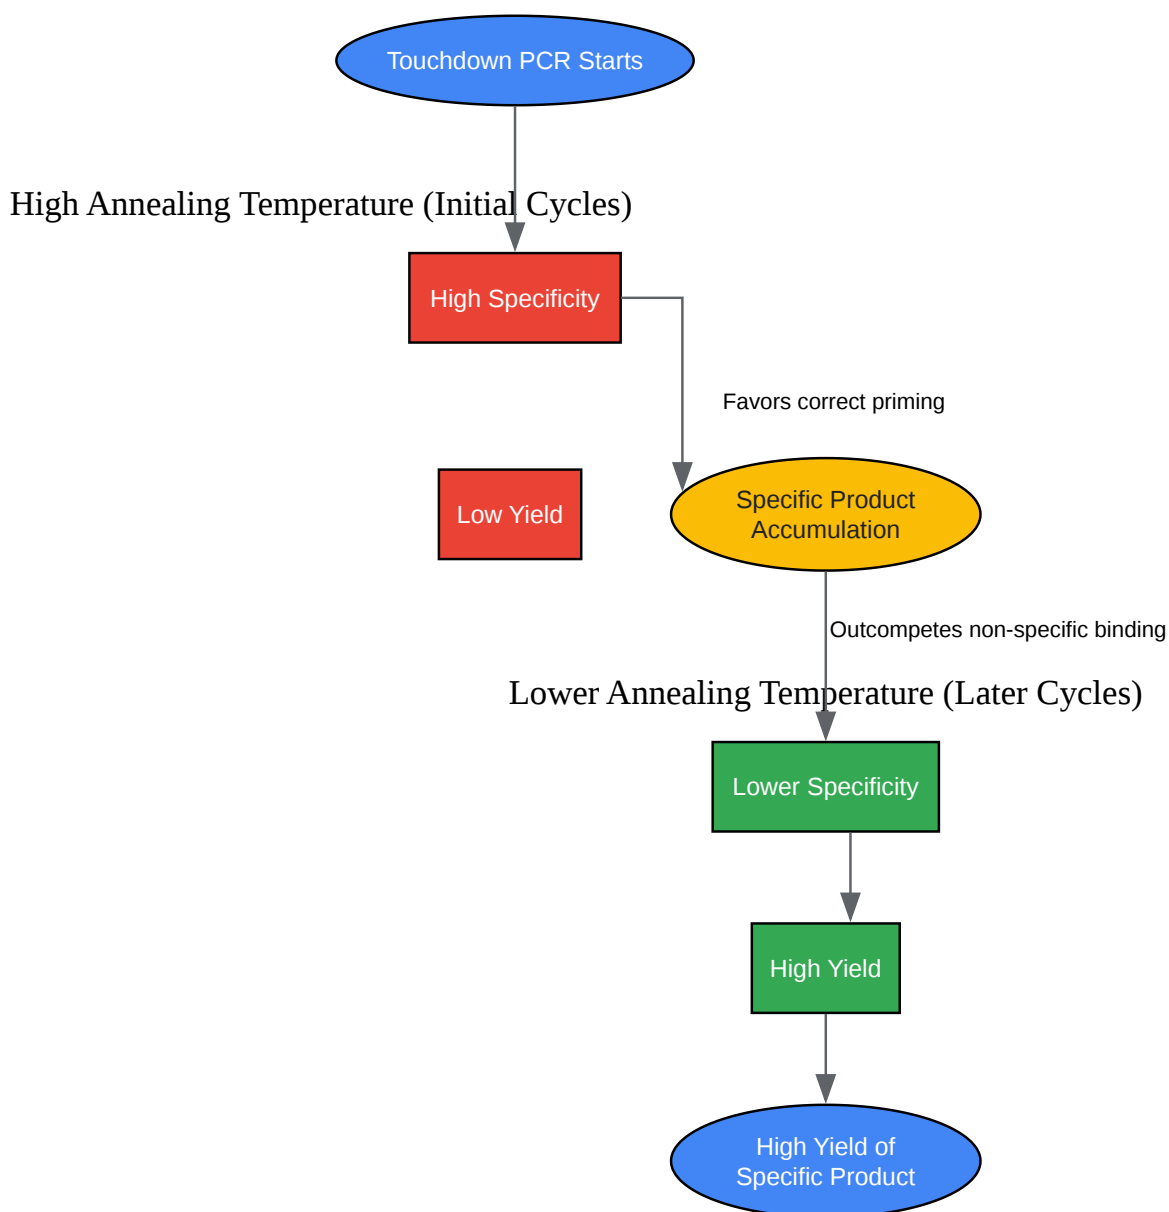 Touchdown PCR Starts
High Annealing Temperature (Initial Cycles)
High Specificity
Favors correct priming
Low Yield
Specific Product
Accumulation
Outcompetes non-specific binding
Lower Annealing Temperature (Later Cycles)
Lower Specificity
High Yield
High Yield of
Specific Product